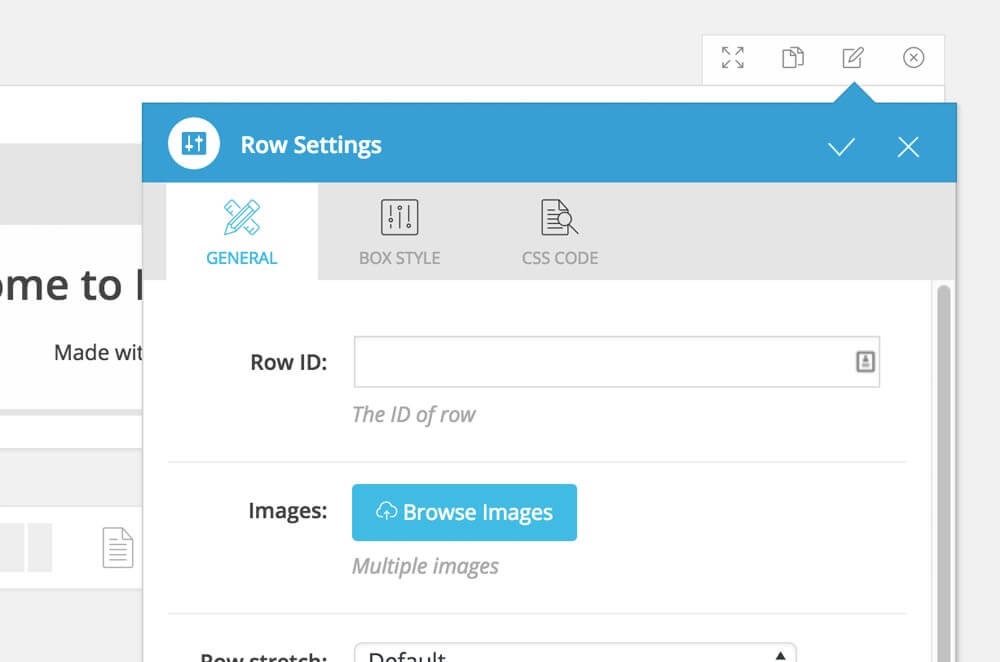 Row Settings
GENERAL
BOX STYLE
CSS CODE
ome to
Made wit
Row ID:
The ID of row
Images:
Browse Images
Multiple images
Row stretch:
Default